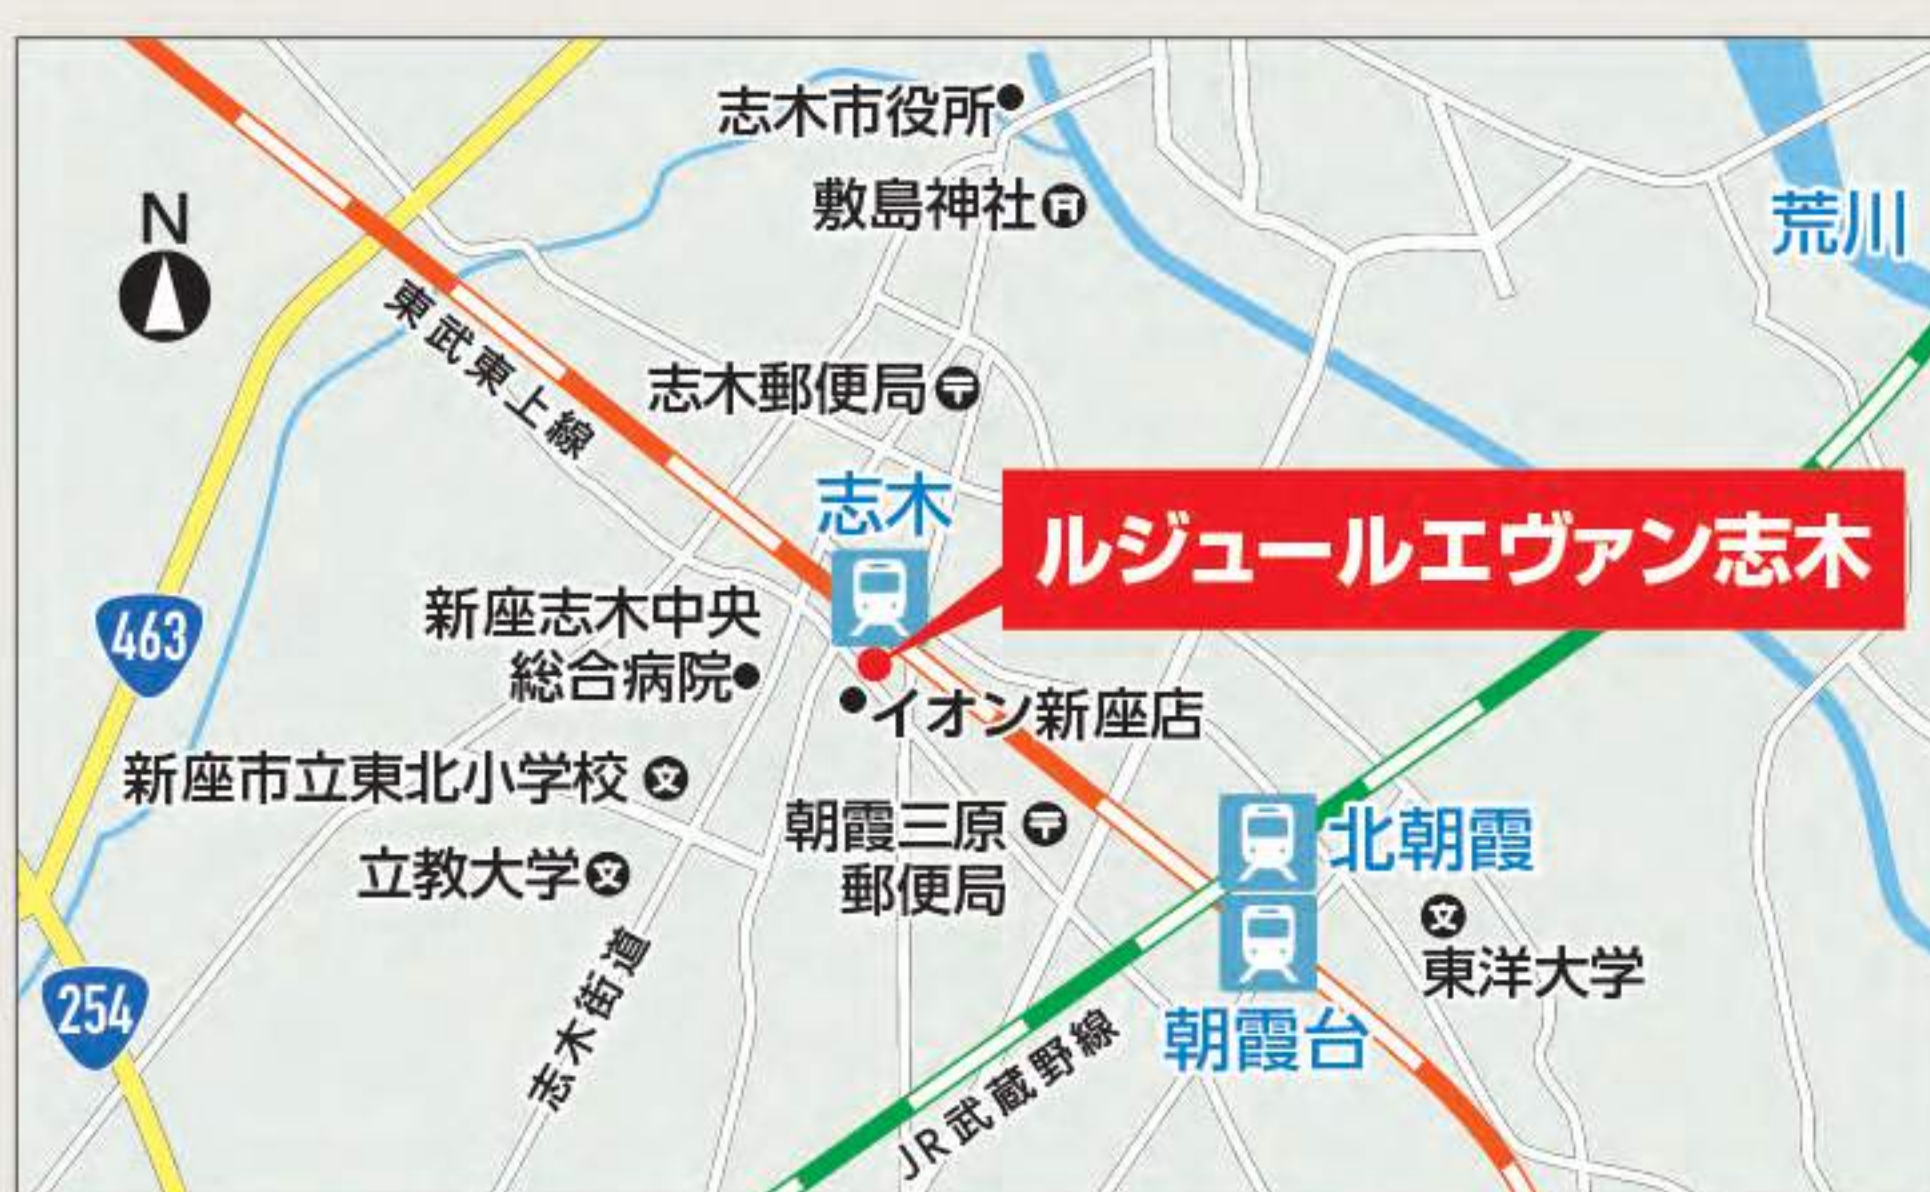 志木市役所
N
敷島神社
荒川
東武東上線
志木郵便局
志木
ルジュールエヴァン志木
463
新座志木中央
総合病院
イオン新座店
新座市立東北小学校
朝霞三原
郵便局
北朝霞
立教大学
東洋大学
254
志木街道
朝霞台
JR武蔵野線